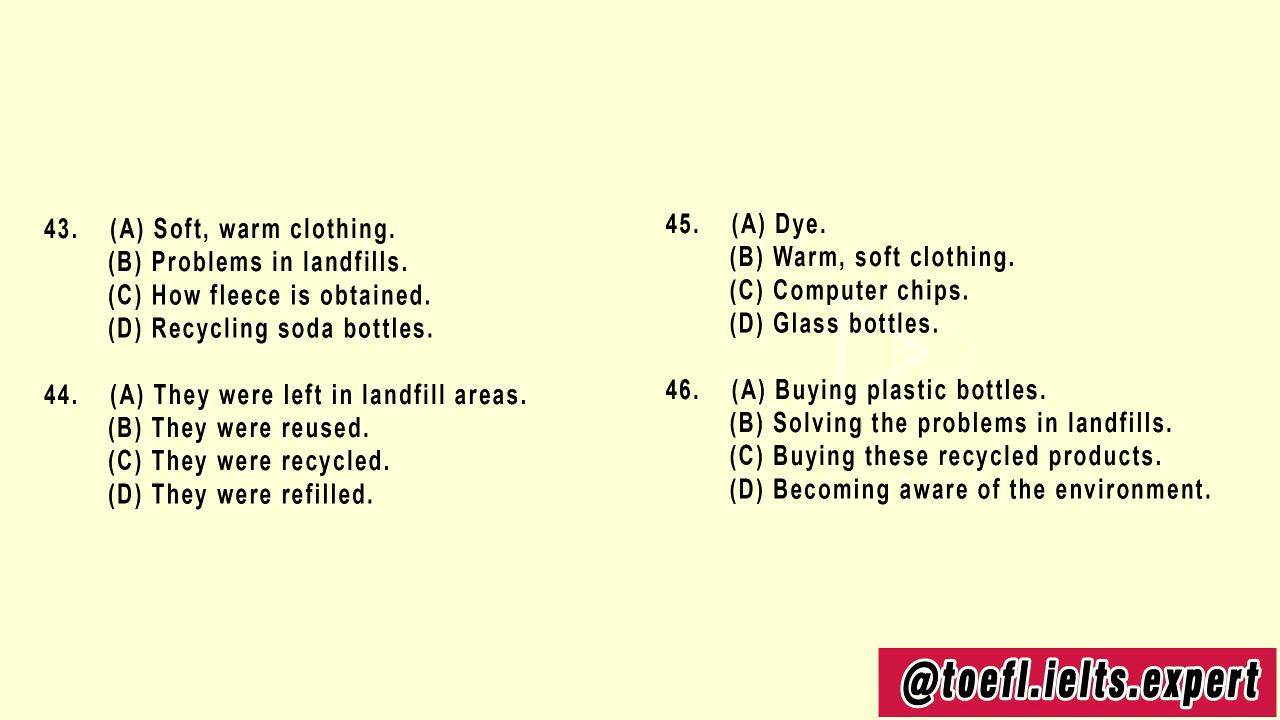 43. (A) Soft, warm clothing.
(B) Problems in landfills.
(C) How fleece is obtained.
(D) Recycling soda bottles.
44. (A) They were left in landfill areas.
(B) They were reused.
(C) They were recycled.
(D) They were refilled.
45. (A) Dye.
(B) Warm, soft clothing.
(C) Computer chips.
(D) Glass bottles.
46. (A) Buying plastic bottles.
(B) Solving the problems in landfills.
(C) Buying these recycled products.
(D) Becoming aware of the environment.
@toefl.ielts.expert